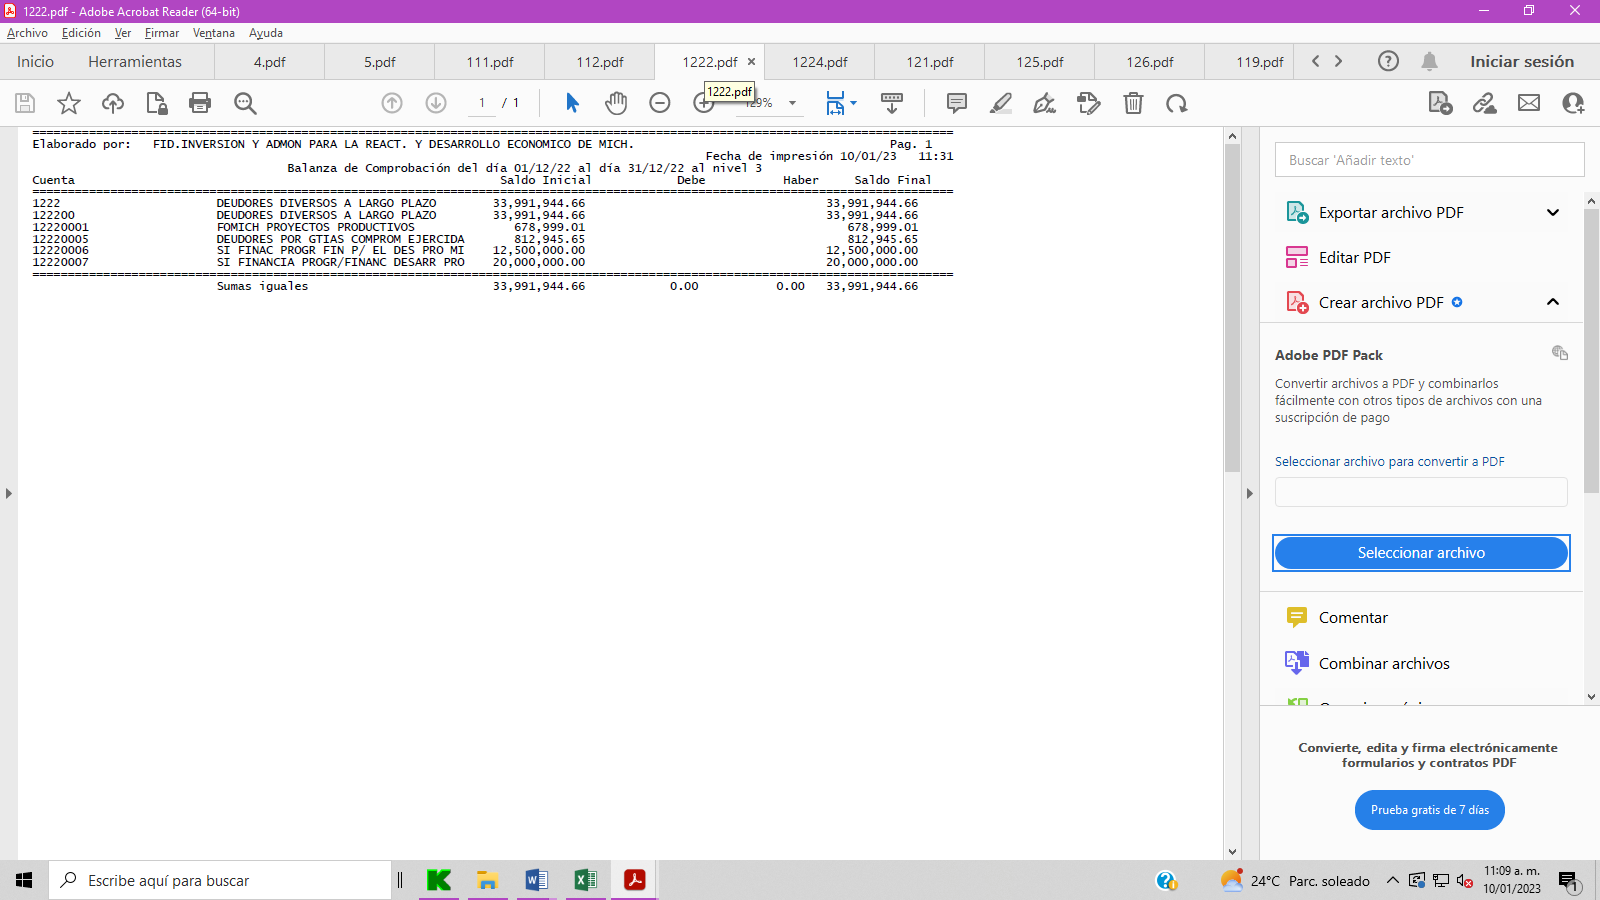 1222.pdf - Adobe Acrobat Reader (64-bit)
Archivo Edición Ver Firmar Ventana Ayuda
Inicio Herramientas 4.pdf 5.pdf 111.pdf 112.pdf 1222.pdf 1224.pdf 121.pdf 125.pdf 126.pdf 119.pdf Iniciar sesión
1222.pdf
1 / 1
Elaborado por: FID.INVERSION Y ADMON PARA LA REACT. Y DESARROLLO ECONOMICO DE MICH. Pag. 1
Fecha de impresión 10/01/23 11:31
Balanza de Comprobación del día 01/12/22 al día 31/12/22 al nivel 3
Cuenta Saldo Inicial Debe Haber Saldo Final
1222 DEUDORES DIVERSOS A LARGO PLAZO 33,991,944.66 33,991,944.66
122200 DEUDORES DIVERSOS A LARGO PLAZO 33,991,944.66 33,991,944.66
12220001 FOMICH PROYECTOS PRODUCTIVOS 678,999.01 678,999.01
12220005 DEUDORES POR GTIAS COMPROM EJERCIDA 812,945.65 812,945.65
12220006 SI FINAC PROGR FIN P/ EL DES PRO MI 12,500,000.00 12,500,000.00
12220007 SI FINANCIA PROGR/FINANC DESARR PRO 20,000,000.00 20,000,000.00
Sumas iguales 33,991,944.66 0.00 0.00 33,991,944.66
Buscar 'Añadir texto'
Exportar archivo PDF
Editar PDF
Crear archivo PDF
Adobe PDF Pack
Convertir archivos a PDF y combinarlos
fácilmente con otros tipos de archivos con una
suscripción de pago
Seleccionar archivo para convertir a PDF
Seleccionar archivo
Comentar
Combinar archivos
Convierte, edita y firma electrónicamente
formularios y contratos PDF
Prueba gratis de 7 días
Escribe aquí para buscar
24°C Parc. soleado
11:09 a. m.
10/01/2023
1